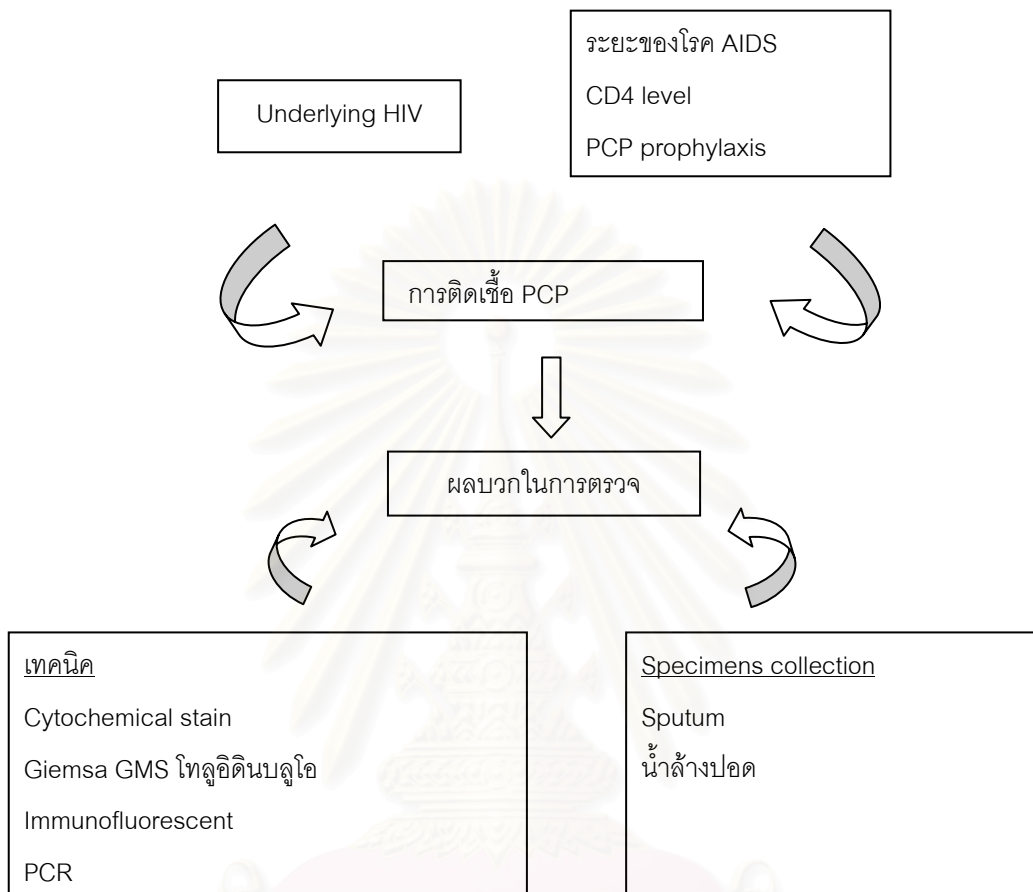 Underlying HIV
ระยะของโรค AIDS
CD4 level
PCP prophylaxis
การติดเชื้อ PCP
ผลบวกในการตรวจ
เทคนิค
Cytochemical stain
Giemsa GMS โทลูอิดินบลูโอ
Immunofluorescent
PCR
Specimens collection
Sputum
น้ำล้างปอด